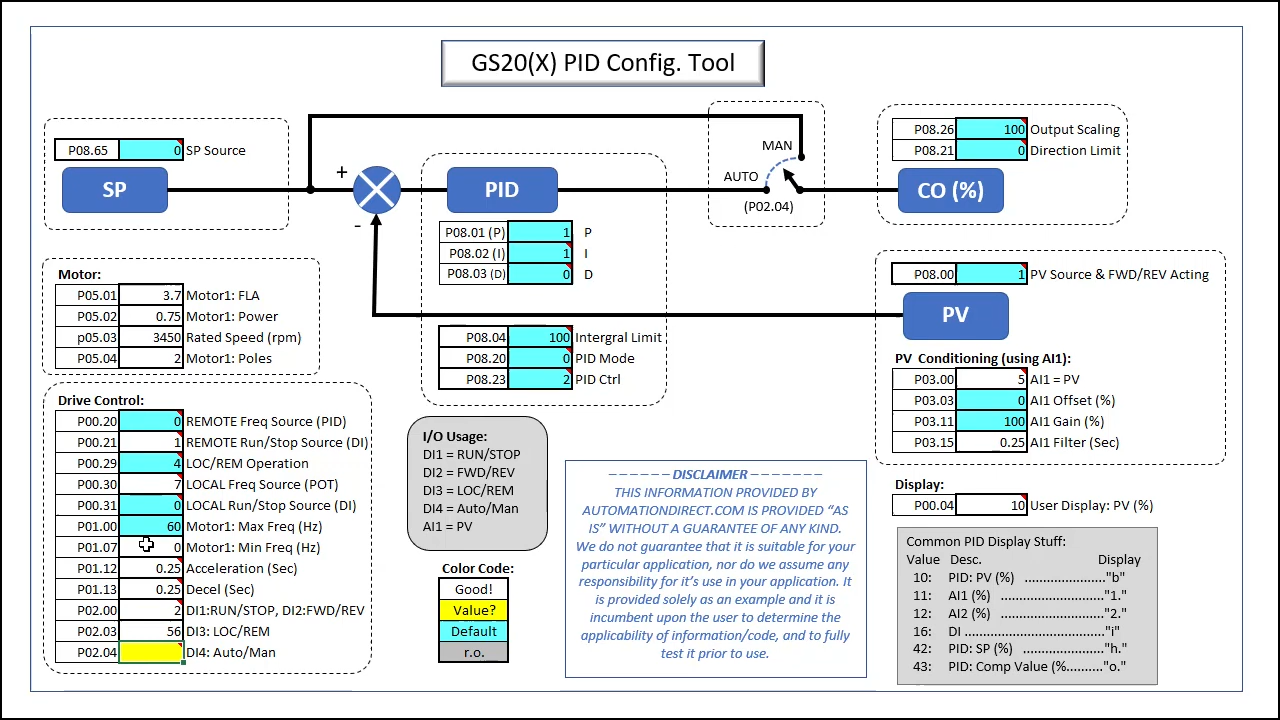 GS20(X) PID Config. Tool
P08.65 0 SP Source
SP
+
-
PID
P08.01 (P) 1 P
P08.02 (I) 1 I
P08.03 (D) 0 D
P08.04 100 Intergral Limit
P08.20 0 PID Mode
P08.23 2 PID Ctrl
MAN
AUTO
(P02.04)
P08.26 100 Output Scaling
P08.21 0 Direction Limit
CO (%)
P08.00 1 PV Source & FWD/REV Acting
PV
PV Conditioning (using AI1):
P03.00 5 AI1 = PV
P03.03 0 AI1 Offset (%)
P03.11 100 AI1 Gain (%)
P03.15 0.25 AI1 Filter (Sec)
Motor:
P05.01 3.7 Motor1: FLA
P05.02 0.75 Motor1: Power
p05.03 3450 Rated Speed (rpm)
P05.04 2 Motor1: Poles
Drive Control:
P00.20 0 REMOTE Freq Source (PID)
P00.21 1 REMOTE Run/Stop Source (DI)
P00.29 4 LOC/REM Operation
P00.30 7 LOCAL Freq Source (POT)
P00.31 0 LOCAL Run/Stop Source (DI)
P01.00 60 Motor1: Max Freq (Hz)
P01.07 0 Motor1: Min Freq (Hz)
P01.12 0.25 Acceleration (Sec)
P01.13 0.25 Decel (Sec)
P02.00 2 DI1:RUN/STOP, DI2:FWD/REV
P02.03 56 DI3: LOC/REM
P02.04 DI4: Auto/Man
I/O Usage:
DI1 = RUN/STOP
DI2 = FWD/REV
DI3 = LOC/REM
DI4 = Auto/Man
AI1 = PV
Color Code:
Good!
Value?
Default
r.o.
– – – – – – DISCLAIMER – – – – – – –
THIS INFORMATION PROVIDED BY
AUTOMATIONDIRECT.COM IS PROVIDED “AS
IS” WITHOUT A GUARANTEE OF ANY KIND.
We do not guarantee that it is suitable for your
particular application, nor do we assume any
responsibility for it’s use in your application. It
is provided solely as an example and it is
incumbent upon the user to determine the
applicability of information/code, and to fully
test it prior to use.
Display:
P00.04 10 User Display: PV (%)
Common PID Display Stuff:
Value Desc. Display
10: PID: PV (%) ......................"b"
11: AI1 (%) ............................"1."
12: AI2 (%) ............................"2."
16: DI ......................................"i"
42: PID: SP (%) ......................"h."
43: PID: Comp Value (%.........."o."